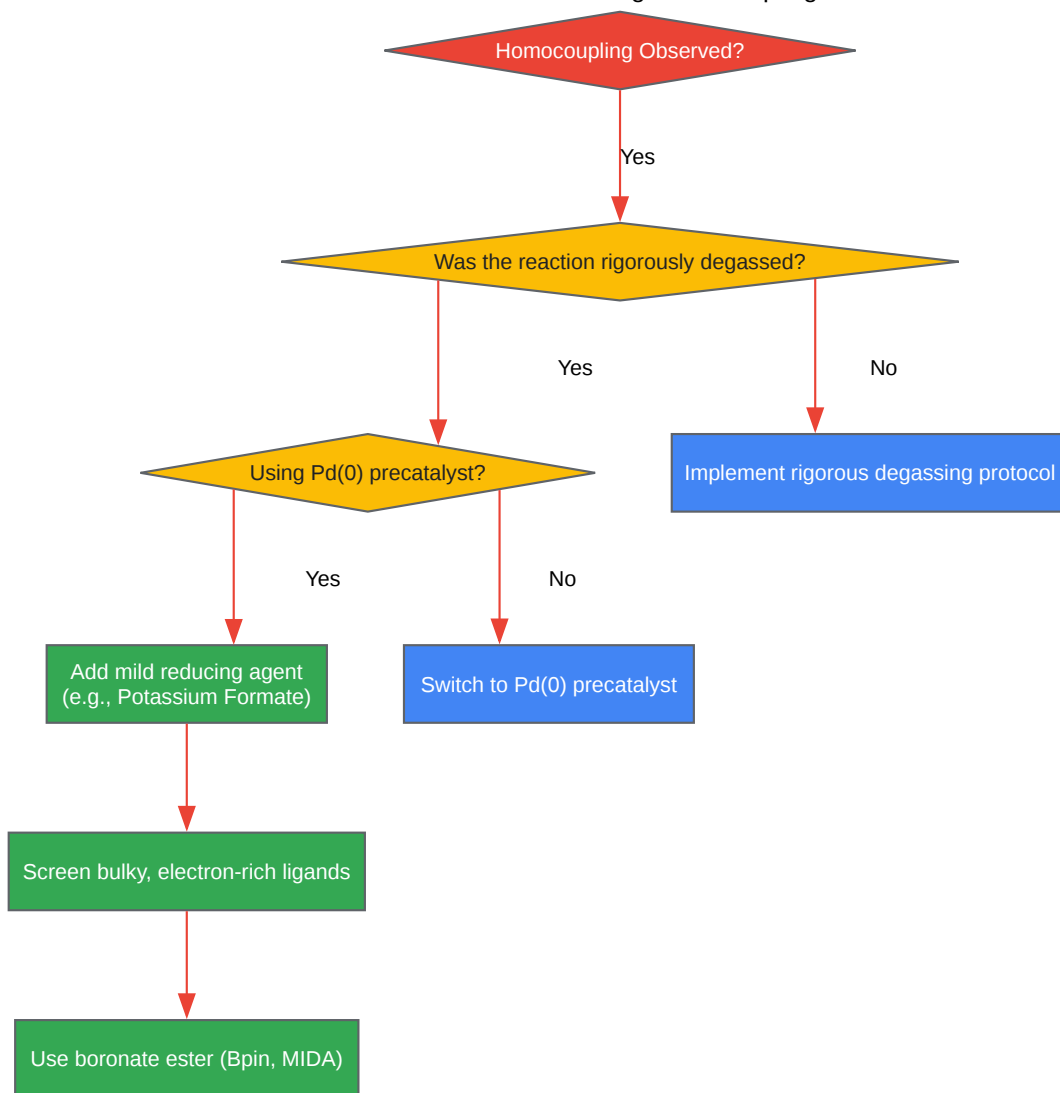 Homocoupling Observed?
Yes
Was the reaction rigorously degassed?
Yes
No
Using Pd(0) precatalyst?
Implement rigorous degassing protocol
Yes
No
Add mild reducing agent
(e.g., Potassium Formate)
Switch to Pd(0) precatalyst
Screen bulky, electron-rich ligands
Use boronate ester (Bpin, MIDA)